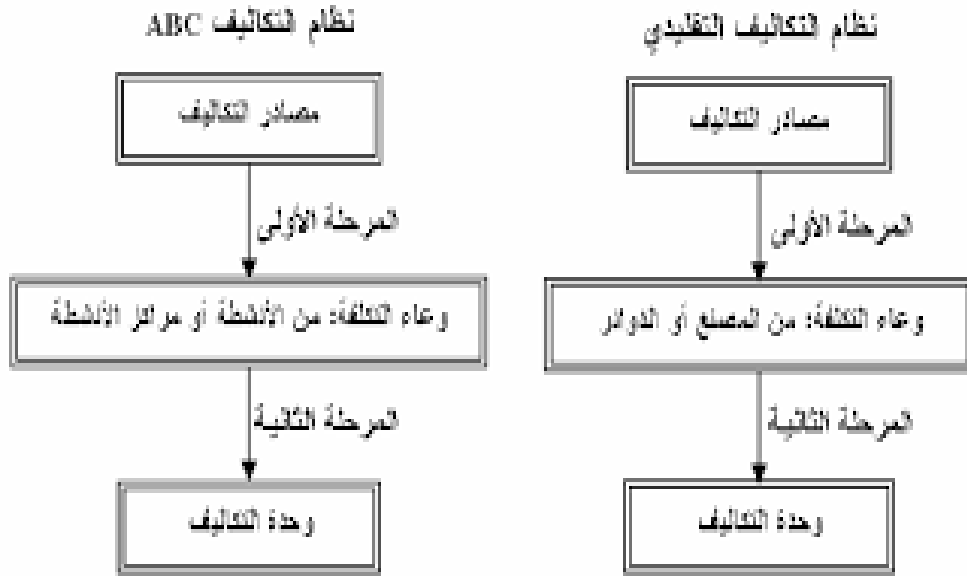 نظام التكاليف التقليدي
مصادر التكاليف
المرحلة الأولى
وعاء التكلفة: من المصنع أو الدوائر
المرحلة الثانية
وحدة التكاليف
نظام التكاليف ABC
مصادر التكاليف
المرحلة الأولى
وعاء التكلفة: من الأنشطة أو مراكز الأنشطة
المرحلة الثانية
وحدة التكاليف